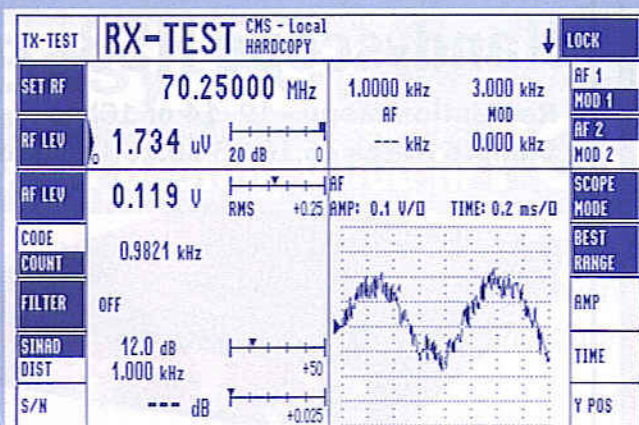 TX-TEST
RX-TEST
CMS - Local
HARDCOPY
LOCK
SET RF
70.25000 MHz
1.0000 kHz
3.000 kHz
AF 1
MOD 1
AF
MOD
RF LEV
1.734 uV
20 dB
0
--- kHz
0.000 kHz
AF 2
MOD 2
AF LEV
0.119 V
RMS
+0.25
AF
AMP: 0.1 V/▯
TIME: 0.2 ms/▯
SCOPE
MODE
CODE
COUNT
0.9821 kHz
BEST
RANGE
FILTER
OFF
AMP
SINAD
DIST
12.0 dB
1.000 kHz
+50
TIME
S/N
--- dB
+0.025
Y POS